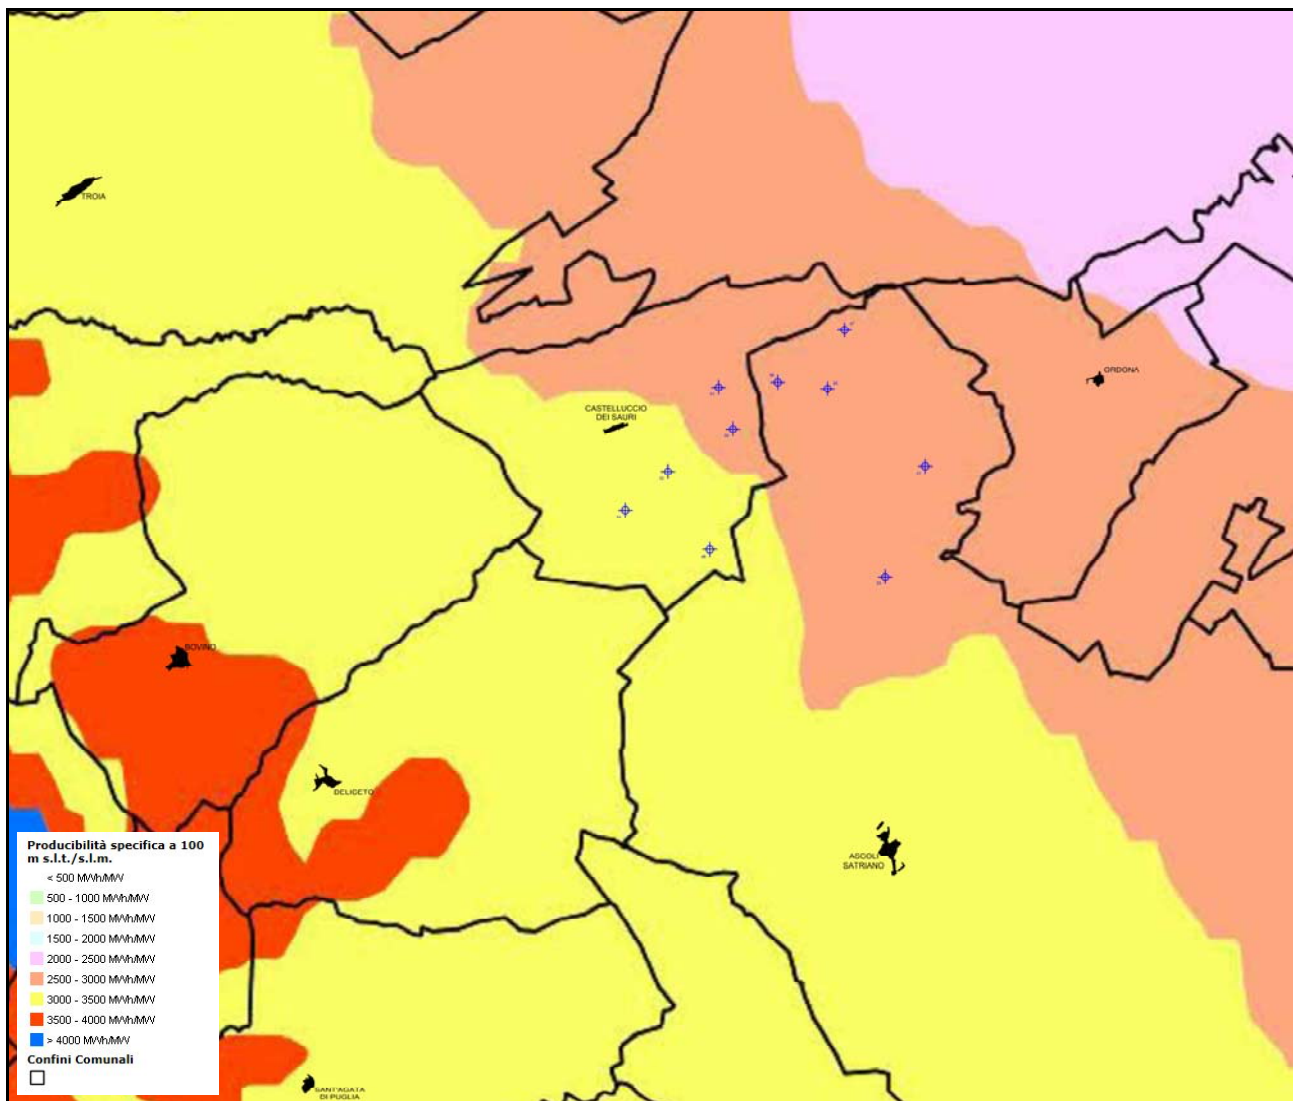 TROIA
ORDONA
CASTELLUCCIO
DEI SAURI
BOVINO
DELICETO
ASCOLI
SATRIANO
Producibilità specifica a 100
m s.l.t./s.l.m.
< 500 MWh/MW
500 - 1000 MWh/MW
1000 - 1500 MWh/MW
1500 - 2000 MWh/MW
2000 - 2500 MWh/MW
2500 - 3000 MWh/MW
3000 - 3500 MWh/MW
3500 - 4000 MWh/MW
> 4000 MWh/MW
Confini Comunali
SANT'AGATA
DI PUGLIA